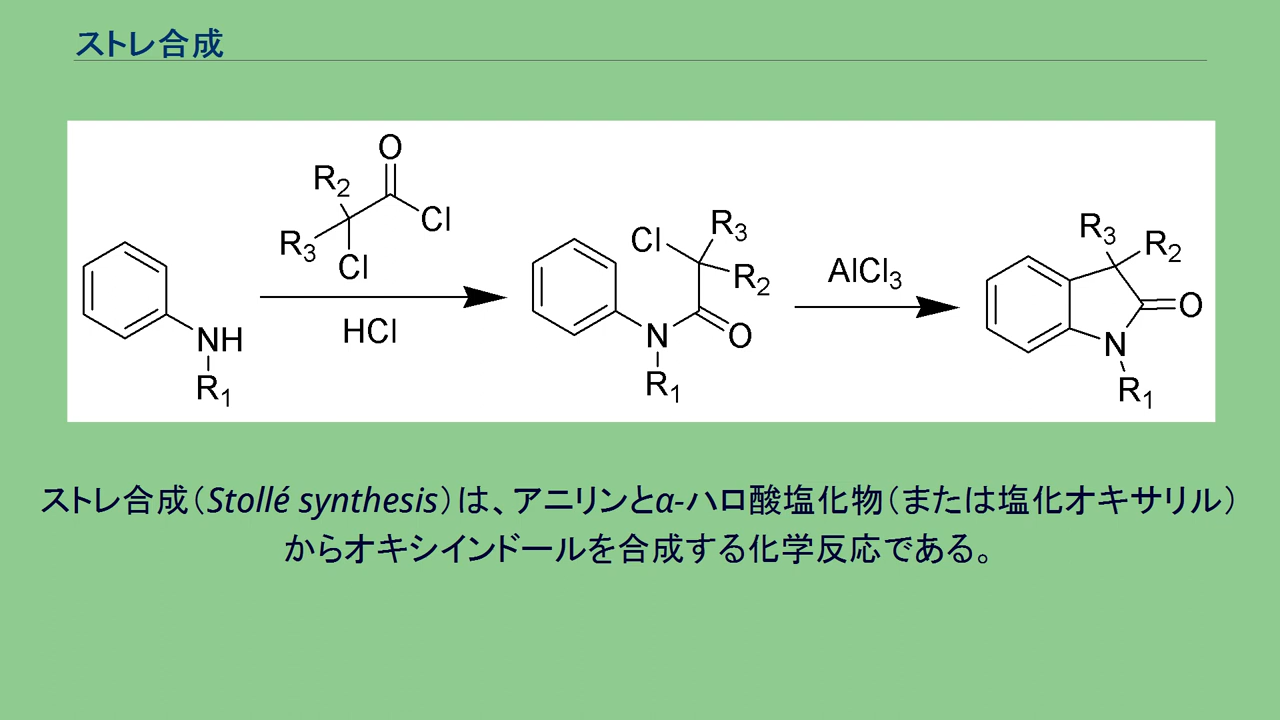 ストレ合成
O
R2
R3
Cl
Cl
HCl
NH
R1
Cl
R3
R2
N
O
R1
AlCl3
R3
R2
O
N
R1
ストレ合成（Stollé synthesis）は、アニリンとα-ハロ酸塩化物（または塩化オキサリル）
からオキシインドールを合成する化学反応である。